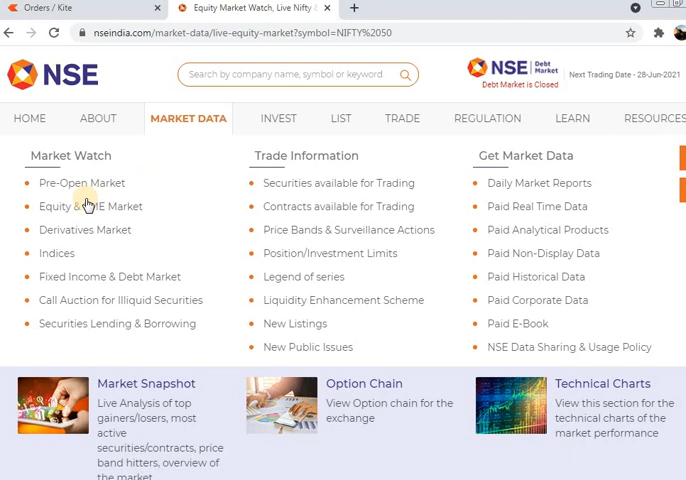 Orders / Kite
Equity Market Watch, Live Nifty &
nseindia.com/market-data/live-equity-market?symbol=NIFTY%2050
NSE
Search by company name, symbol or keyword
NSE Debt Market
Debt Market is Closed
Next Trading Date - 28-Jun-2021
HOME ABOUT MARKET DATA INVEST LIST TRADE REGULATION LEARN RESOURCES
Market Watch
Pre-Open Market
Equity & ME Market
Derivatives Market
Indices
Fixed Income & Debt Market
Call Auction for Illiquid Securities
Securities Lending & Borrowing
Trade Information
Securities available for Trading
Contracts available for Trading
Price Bands & Surveillance Actions
Position/Investment Limits
Legend of series
Liquidity Enhancement Scheme
New Listings
New Public Issues
Get Market Data
Daily Market Reports
Paid Real Time Data
Paid Analytical Products
Paid Non-Display Data
Paid Historical Data
Paid Corporate Data
Paid E-Book
NSE Data Sharing & Usage Policy
Market Snapshot
Live Analysis of top
gainers/losers, most
active
securities/contracts, price
band hitters, overview of
the market
Option Chain
View Option chain for the
exchange
Technical Charts
View this section for the
technical charts of the
market performance